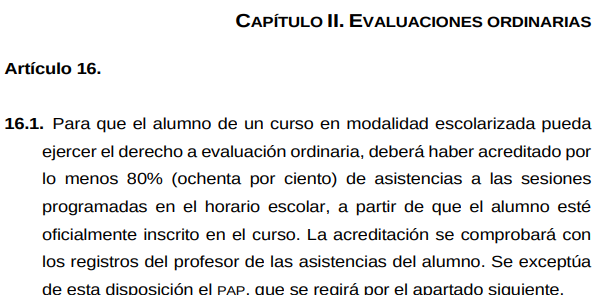 CAPÍTULO II. EVALUACIONES ORDINARIAS
Artículo 16.
16.1. Para que el alumno de un curso en modalidad escolarizada pueda
ejercer el derecho a evaluación ordinaria, deberá haber acreditado por
lo menos 80% (ochenta por ciento) de asistencias a las sesiones
programadas en el horario escolar, a partir de que el alumno esté
oficialmente inscrito en el curso. La acreditación se comprobará con
los registros del profesor de las asistencias del alumno. Se exceptúa
de esta disposición el PAP, que se regirá por el apartado siguiente.